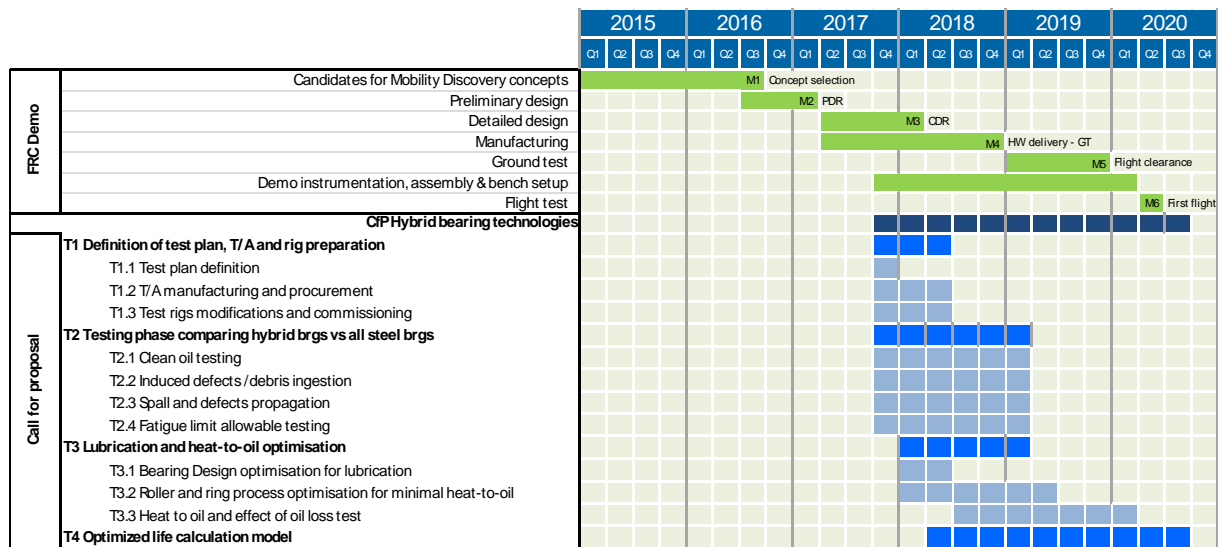 2015 2016 2017 2018 2019 2020
Q1 Q2 Q3 Q4 Q1 Q2 Q3 Q4 Q1 Q2 Q3 Q4 Q1 Q2 Q3 Q4 Q1 Q2 Q3 Q4 Q1 Q2 Q3 Q4
FRC Demo
Candidates for Mobility Discovery concepts M1 Concept selection
Preliminary design M2 PDR
Detailed design M3 CDR
Manufacturing M4 HW delivery - GT
Ground test M5 Flight clearance
Demo instrumentation, assembly & bench setup
Flight test M6 First flight
CfP Hybrid bearing technologies
Call for proposal
T1 Definition of test plan, T/A and rig preparation
T1.1 Test plan definition
T1.2 T/A manufacturing and procurement
T1.3 Test rigs modifications and commissioning
T2 Testing phase comparing hybrid brgs vs all steel brgs
T2.1 Clean oil testing
T2.2 Induced defects / debris ingestion
T2.3 Spall and defects propagation
T2.4 Fatigue limit allowable testing
T3 Lubrication and heat-to-oil optimisation
T3.1 Bearing Design optimisation for lubrication
T3.2 Roller and ring process optimisation for minimal heat-to-oil
T3.3 Heat to oil and effect of oil loss test
T4 Optimized life calculation model